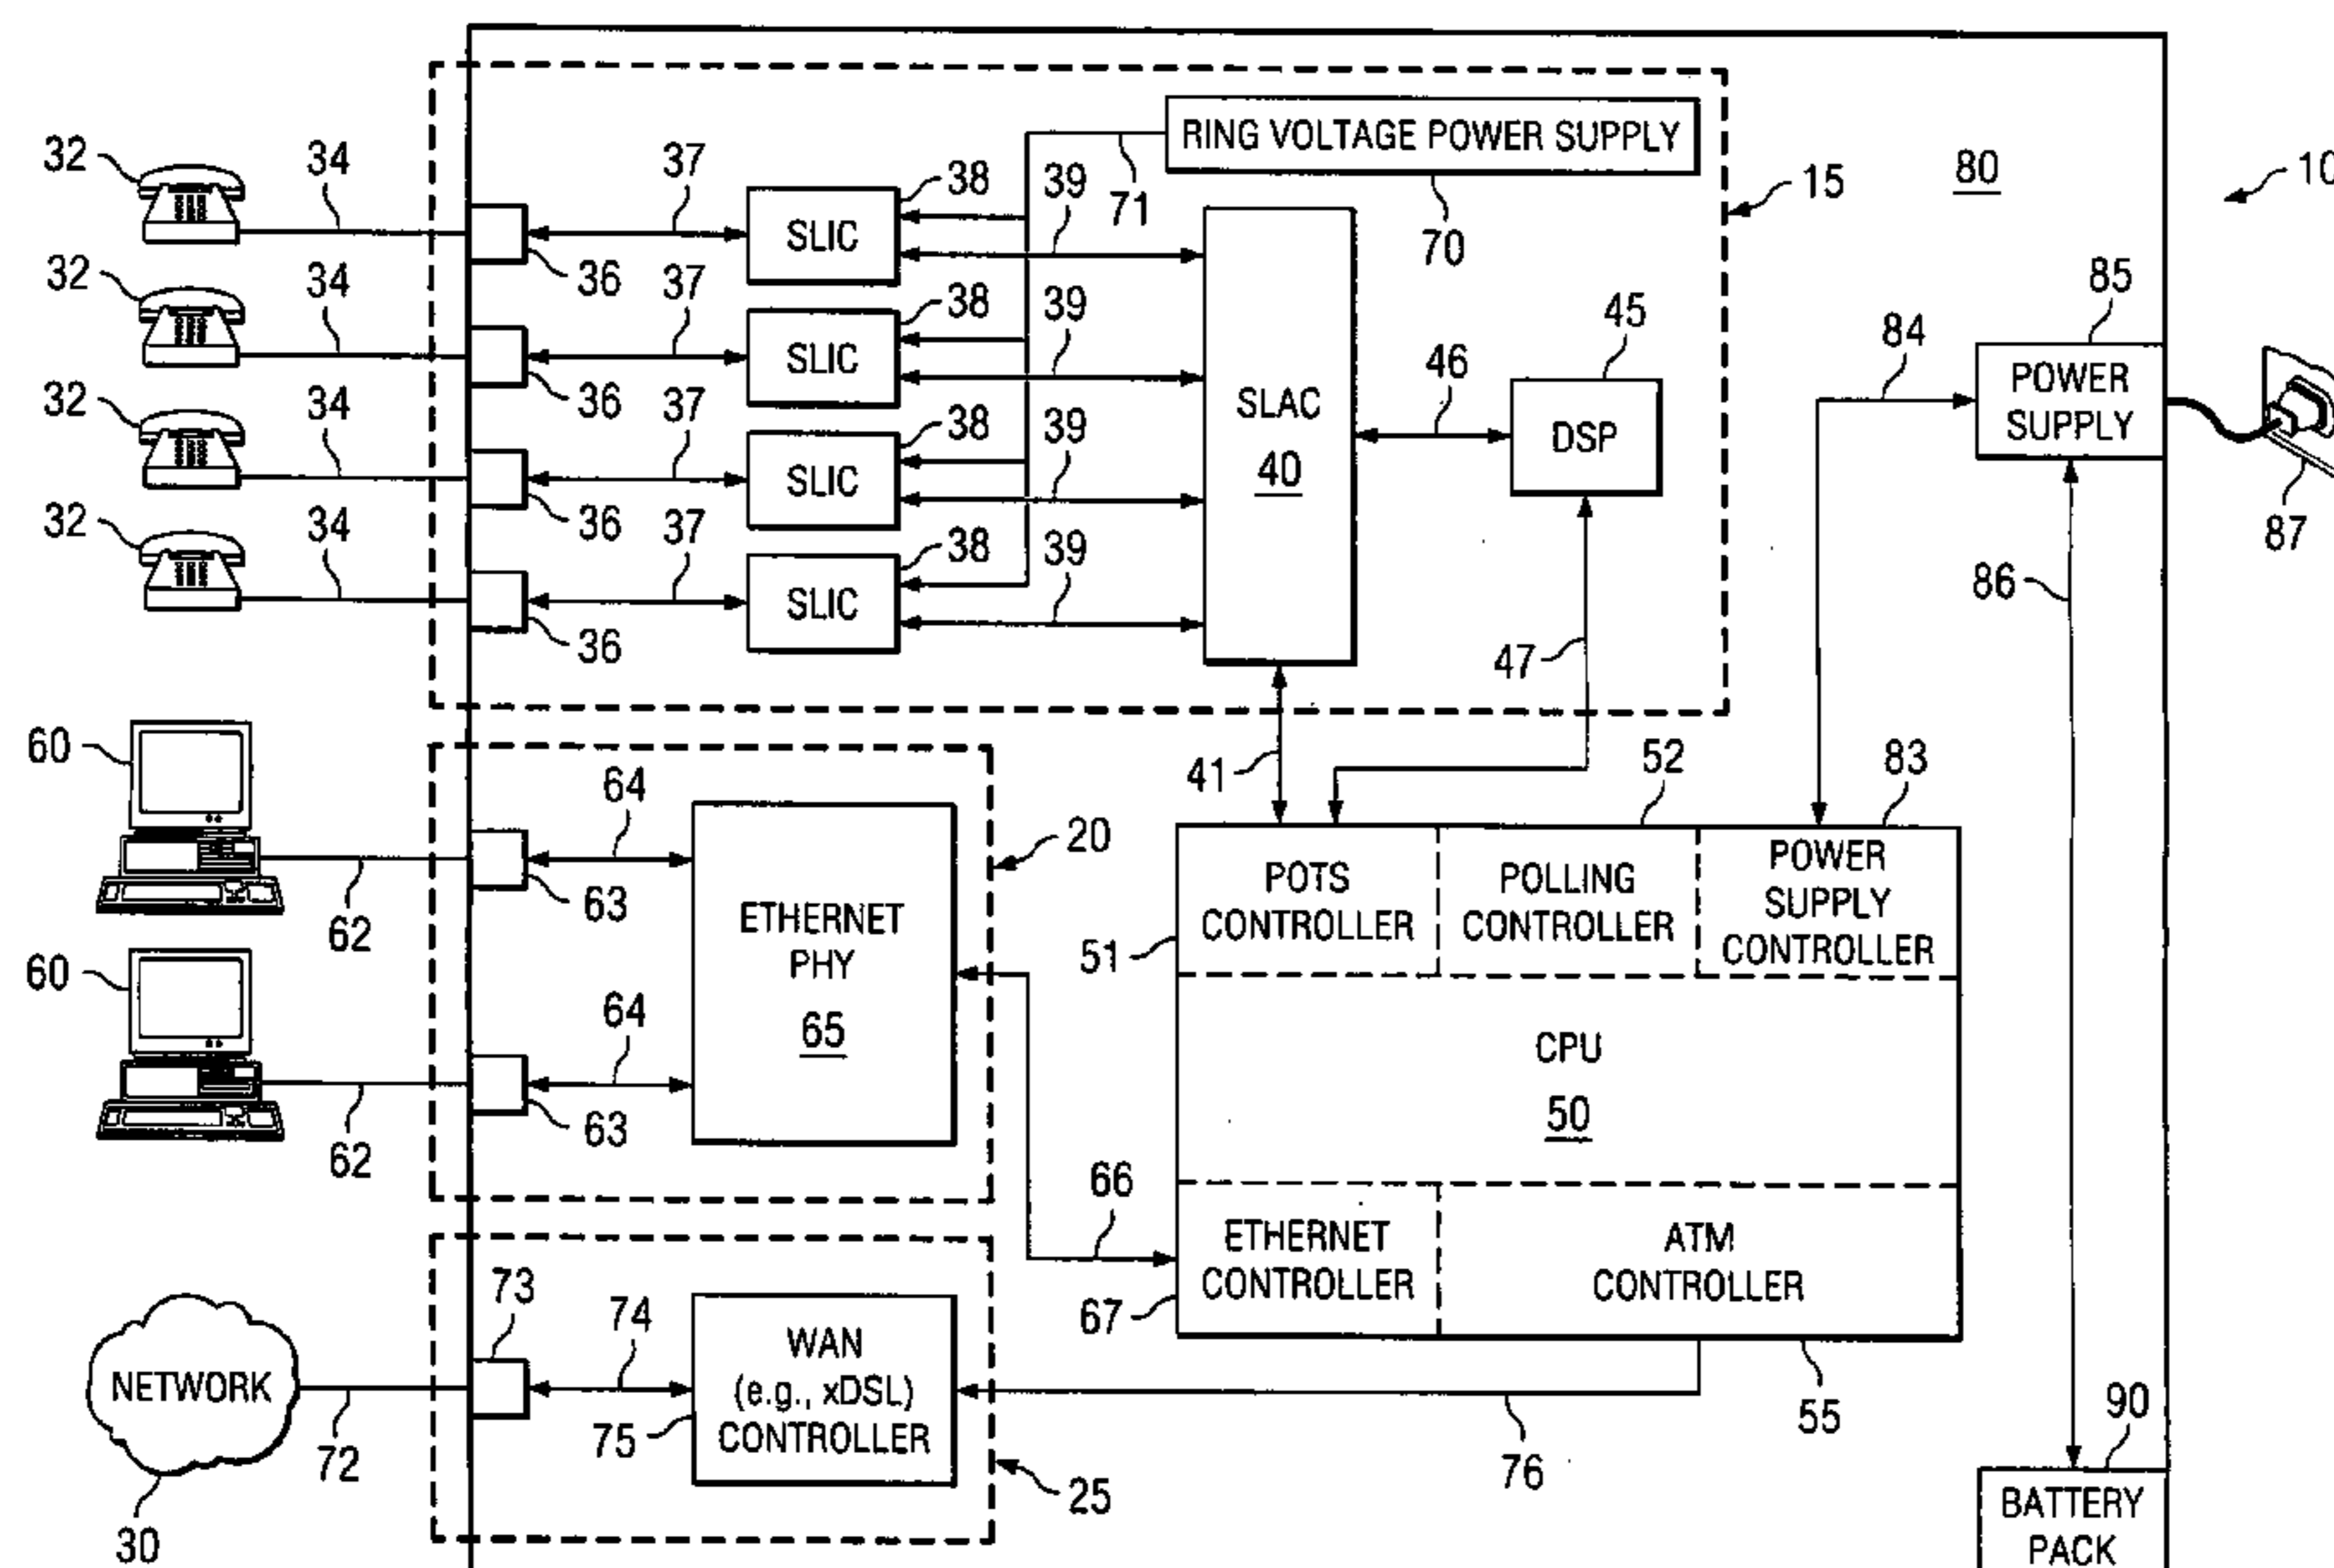 RING VOLTAGE POWER SUPPLY
80
10
15
32
34
37
38
39
71
70
SLIC
36
32
34
37
38
39
SLIC
36
32
34
37
38
39
SLIC
36
32
34
37
38
39
SLIC
36
SLAC
40
46
45
DSP
47
41
84
85
POWER
SUPPLY
87
86
60
62
63
64
60
62
63
64
ETHERNET
PHY
65
20
66
52
83
51
POTS
CONTROLLER
POLLING
CONTROLLER
POWER
SUPPLY
CONTROLLER
CPU
50
ETHERNET
CONTROLLER
67
ATM
CONTROLLER
55
NETWORK
30
72
73
74
WAN
(e.g., xDSL)
CONTROLLER
75
25
76
90
BATTERY
PACK